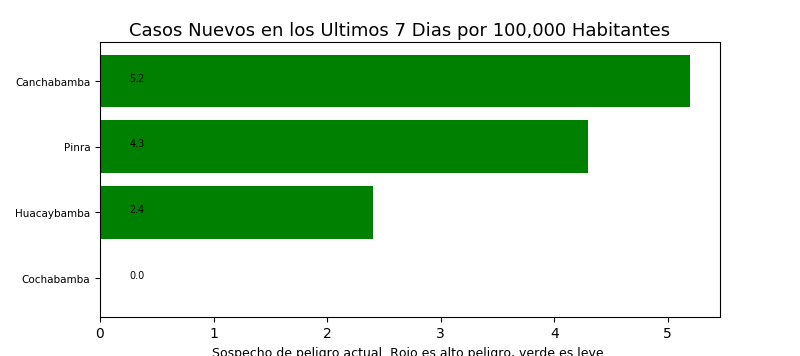 Casos Nuevos en los Ultimos 7 Dias por 100,000 Habitantes
Canchabamba
5.2
Pinra
4.3
Huacaybamba
2.4
Cochabamba
0.0
0 1 2 3 4 5
Sospecho de peligro actual. Rojo es alto peligro, verde es leve